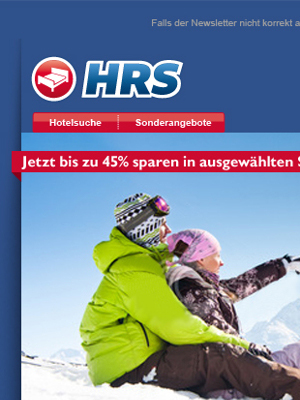 Falls der Newsletter nicht korrekt
HRS
Hotelsuche Sonderangebote
Jetzt bis zu 45% sparen in ausgewählten